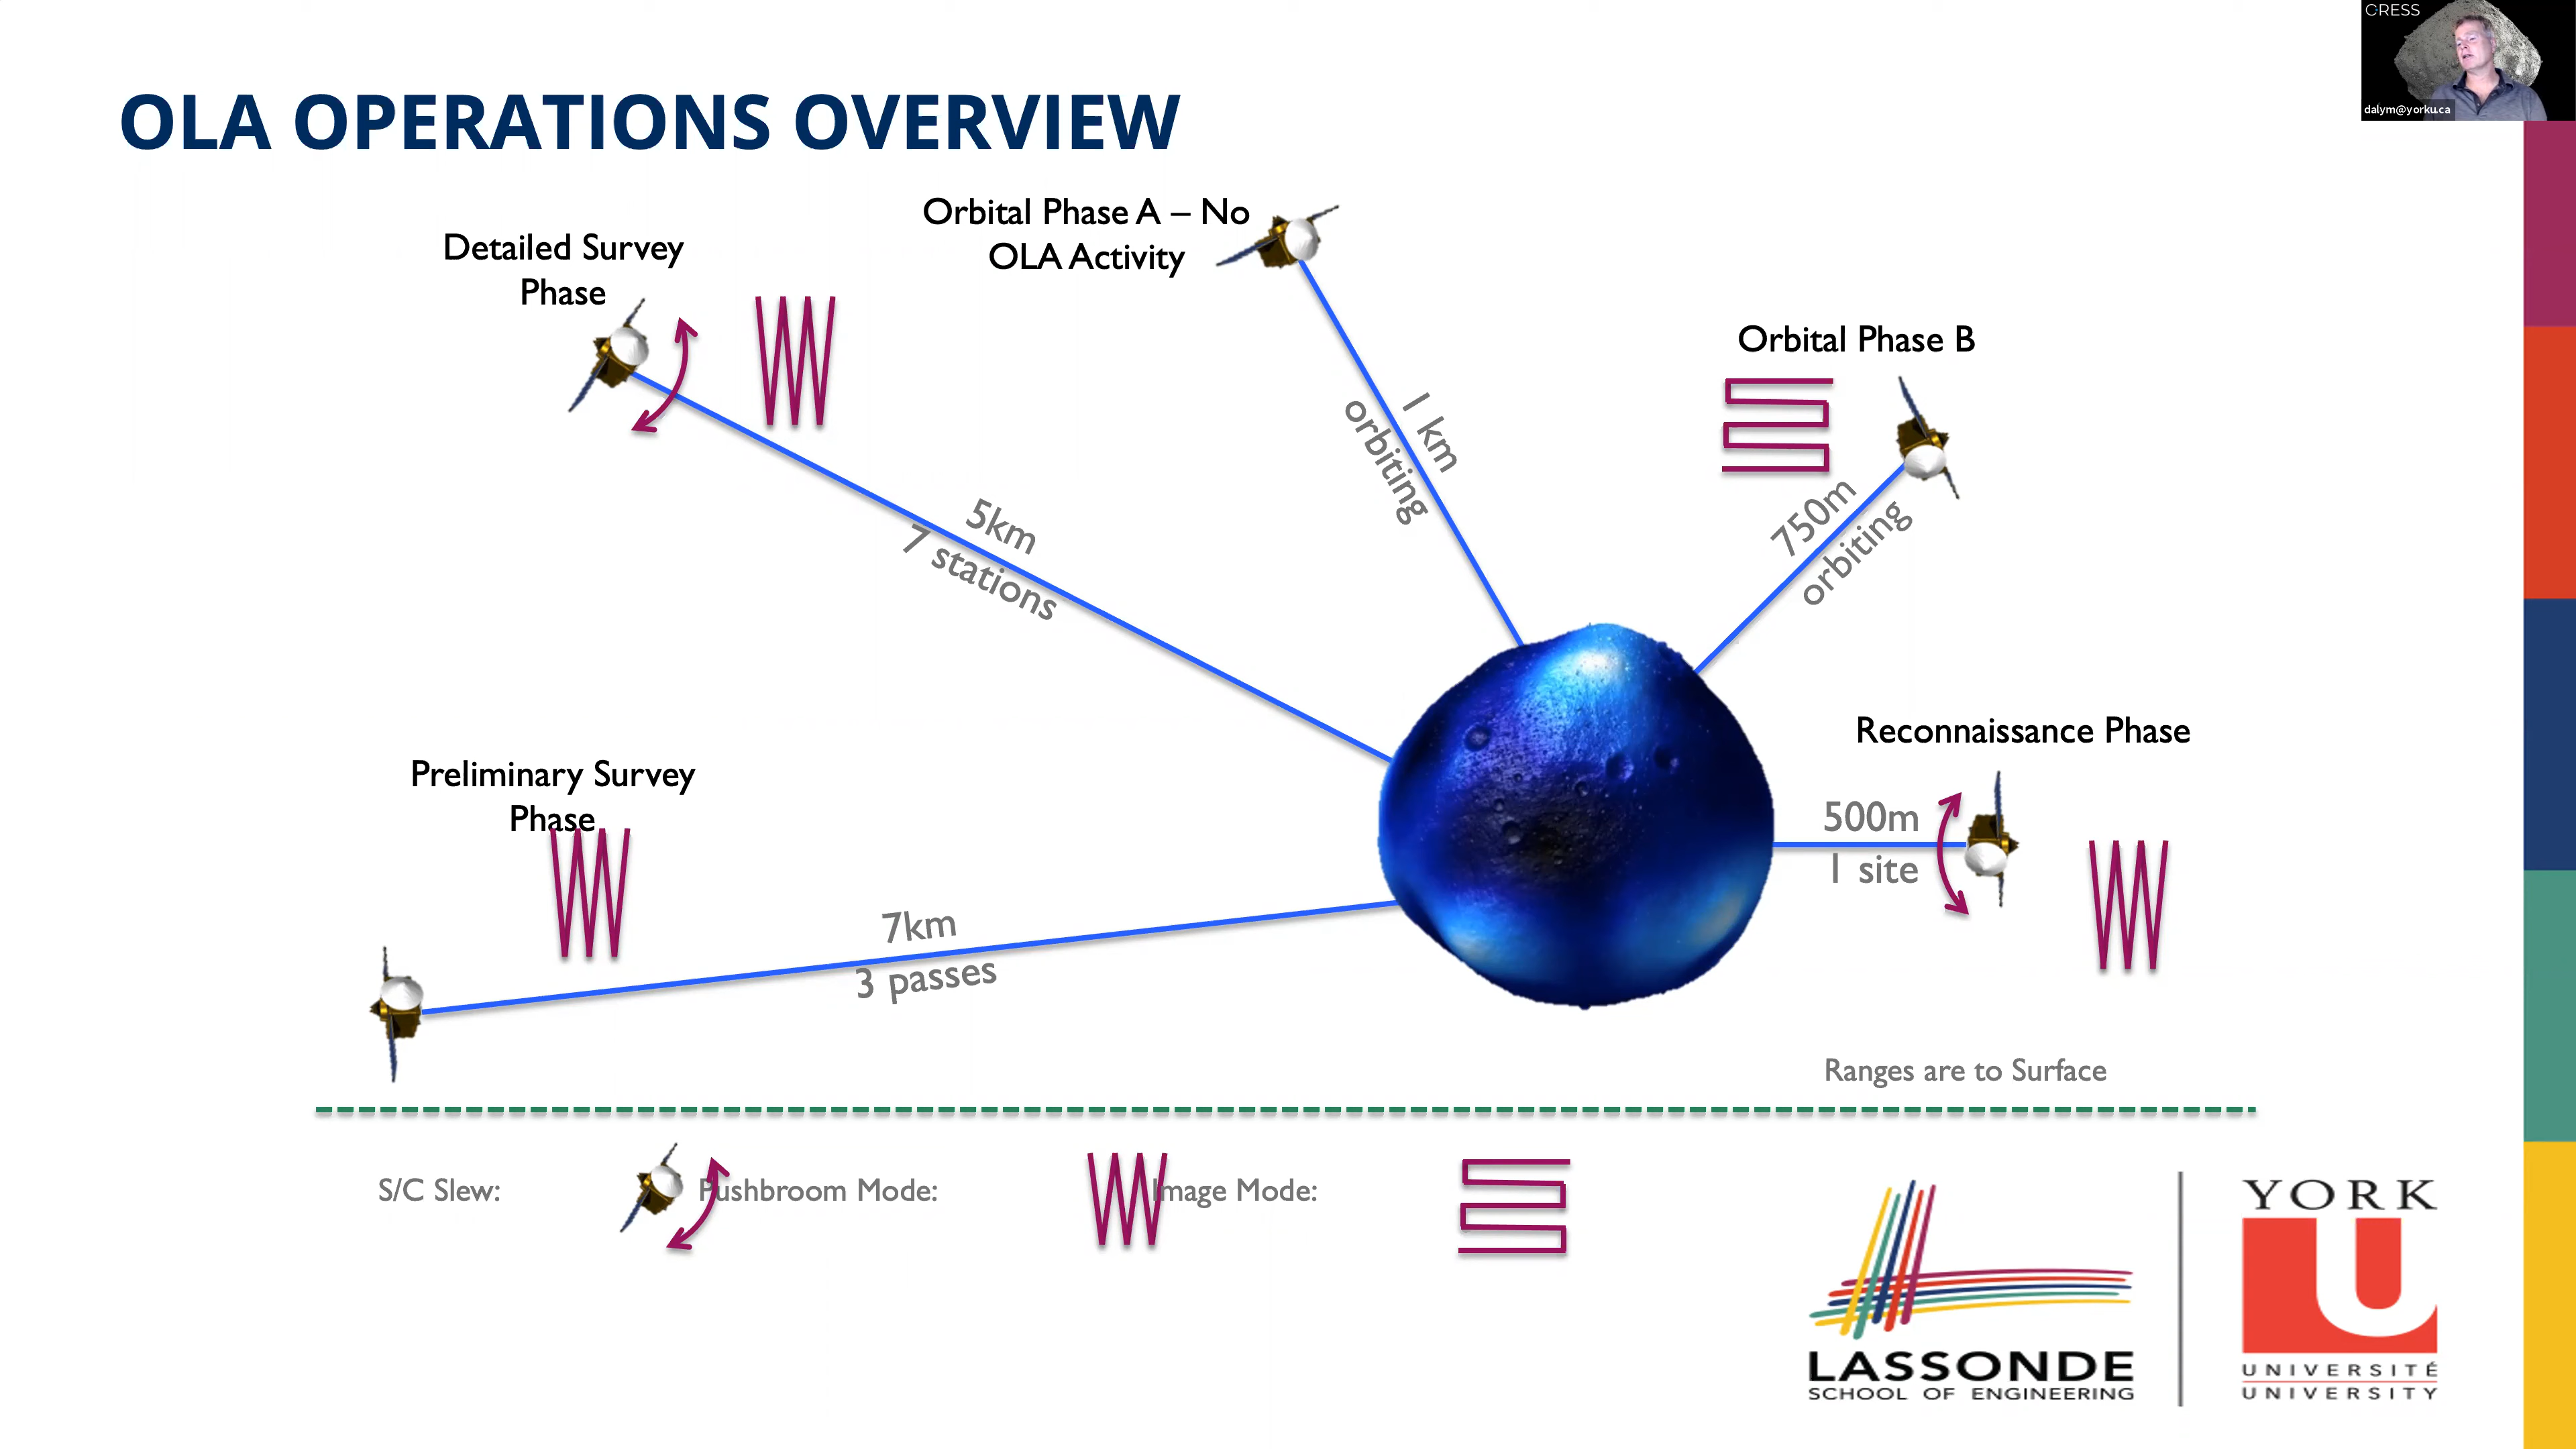 CRESS
dalym@yorku.ca
OLA OPERATIONS OVERVIEW
Orbital Phase A – No
OLA Activity
Detailed Survey
Phase
Orbital Phase B
1 km
orbiting
750m
orbiting
5km
7 stations
Reconnaissance Phase
500m
1 site
Preliminary Survey
Phase
7km
3 passes
Ranges are to Surface
S/C Slew:
Pushbroom Mode:
Image Mode:
LASSONDE
SCHOOL OF ENGINEERING
YORK
U
UNIVERSITÉ
UNIVERSITY